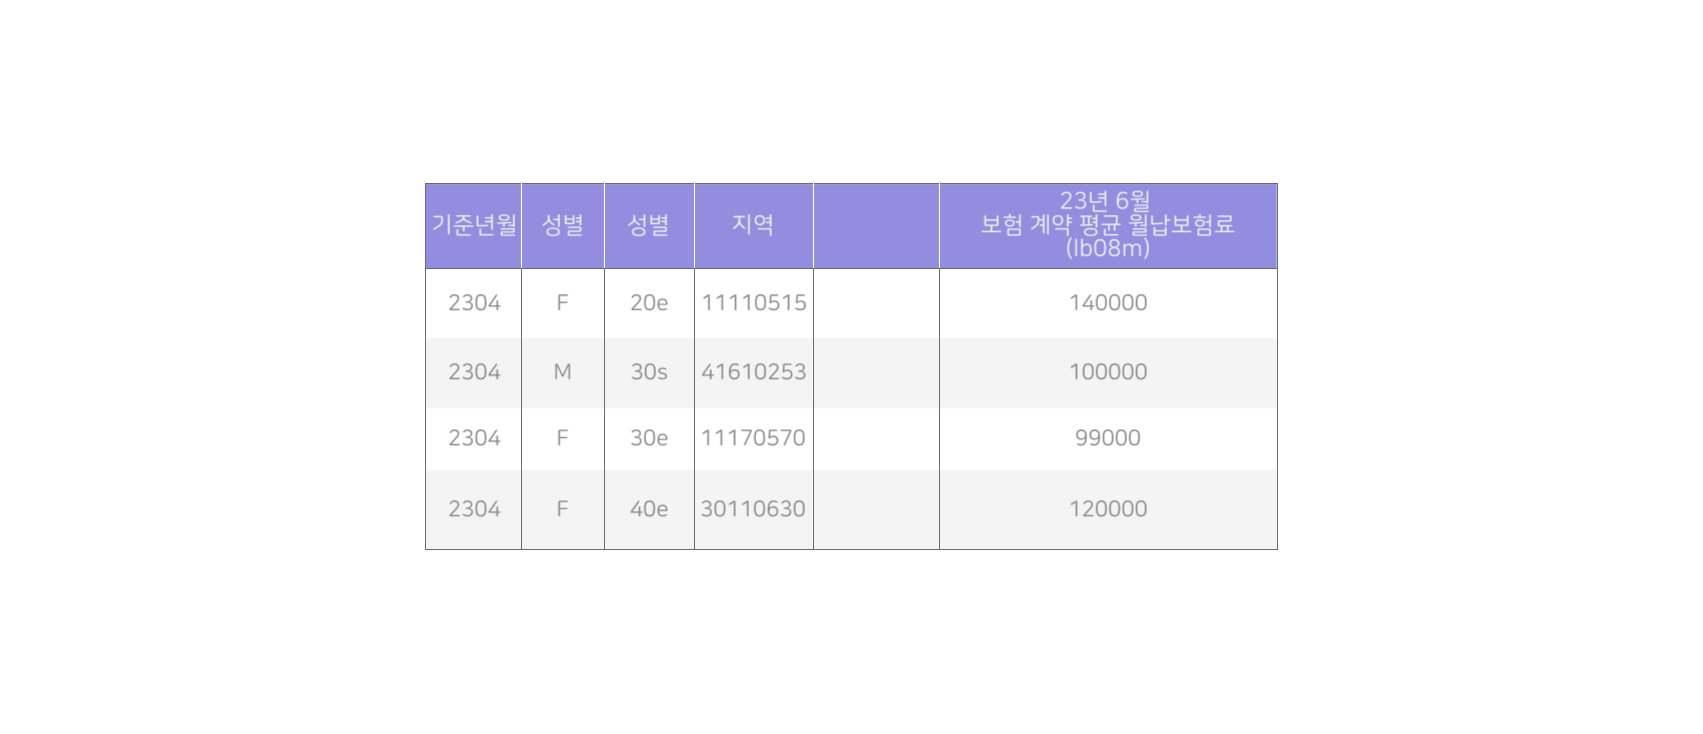 기준년월 성별 성별 지역 23년 6월
보험 계약 평균 월납보험료
(lb08m)
2304 F 20e 11110515 140000
2304 M 30s 41610253 100000
2304 F 30e 11170570 99000
2304 F 40e 30110630 120000